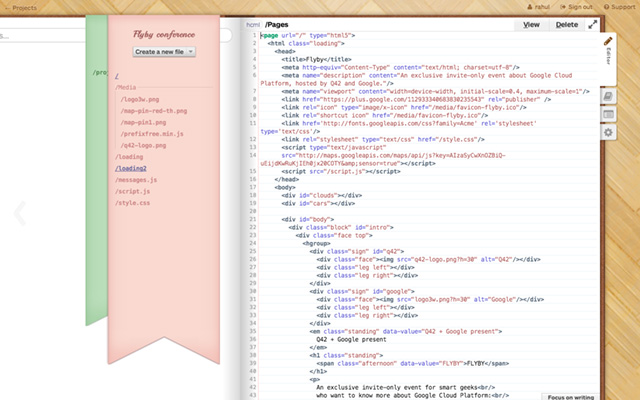 ← Projects
rahul
Sign out
Support
Flyby conference
Create a new file
/
/Media
/logo3w.png
/map-pin-red-th.png
/map-pin1.png
/prefixfree.min.js
/q42-logo.png
/loading
/loading2
/messages.js
/script.js
/style.css
html /Pages
View
Delete
Editor
1 <page url="/" type="html5">
2 <html class="loading">
3 <head>
4 <title>Flyby</title>
5 <meta http-equiv="Content-Type" content="text/html; charset=utf-8"/>
6 <meta name="description" content="An exclusive invite-only event about Google Cloud
Platform, hosted by Q42 and Google."/>
7 <meta name="viewport" content="width=device-width, initial-scale=0.4, maximum-scale=1"/>
8 <link href="https://plus.google.com/112933340683830235543" rel="publisher" />
9 <link rel="icon" type="image/x-icon" href="/media/favicon-flyby.ico"/>
10 <link rel="shortcut icon" href="/media/favicon-flyby.ico"/>
11 <link href='http://fonts.googleapis.com/css?family=Acme' rel='stylesheet'
type='text/css'/>
12 <link rel="stylesheet" type="text/css" href="/style.css"/>
13 <script type="text/javascript"
14 src="http://maps.googleapis.com/maps/api/js?
sensor=true"></script>
15 <script src="/script.js"></script>
16 </head>
17 <body>
18 <div id="clouds"></div>
19 <div id="cars"></div>
20
21 <div id="body">
22 <div class="block" id="intro">
23 <div class="face top">
24 <hgroup>
25 <div class="sign" id="q42">
26 <div class="face"><img src="q42-logo.png?h=30" alt="Q42"/></div>
27 <div class="leg left"></div>
28 <div class="leg right"></div>
29 </div>
30 <div class="sign" id="google">
31 <div class="face"><img src="logo3w.png?h=30" alt="Google"/></div>
32 <div class="leg left"></div>
33 <div class="leg right"></div>
34 </div>
35 <em class="standing" data-value="Q42 + Google present">
36 Q42 + Google present
37 </em>
38 <h1 class="standing">
39 <span class="afternoon" data-value="FLYBY">FLYBY</span>
40 </h1>
41 <p>
42 An exclusive invite-only event for smart geeks<br/>
43 who want to know more about Google Cloud Platform:<br/>
Focus on writing